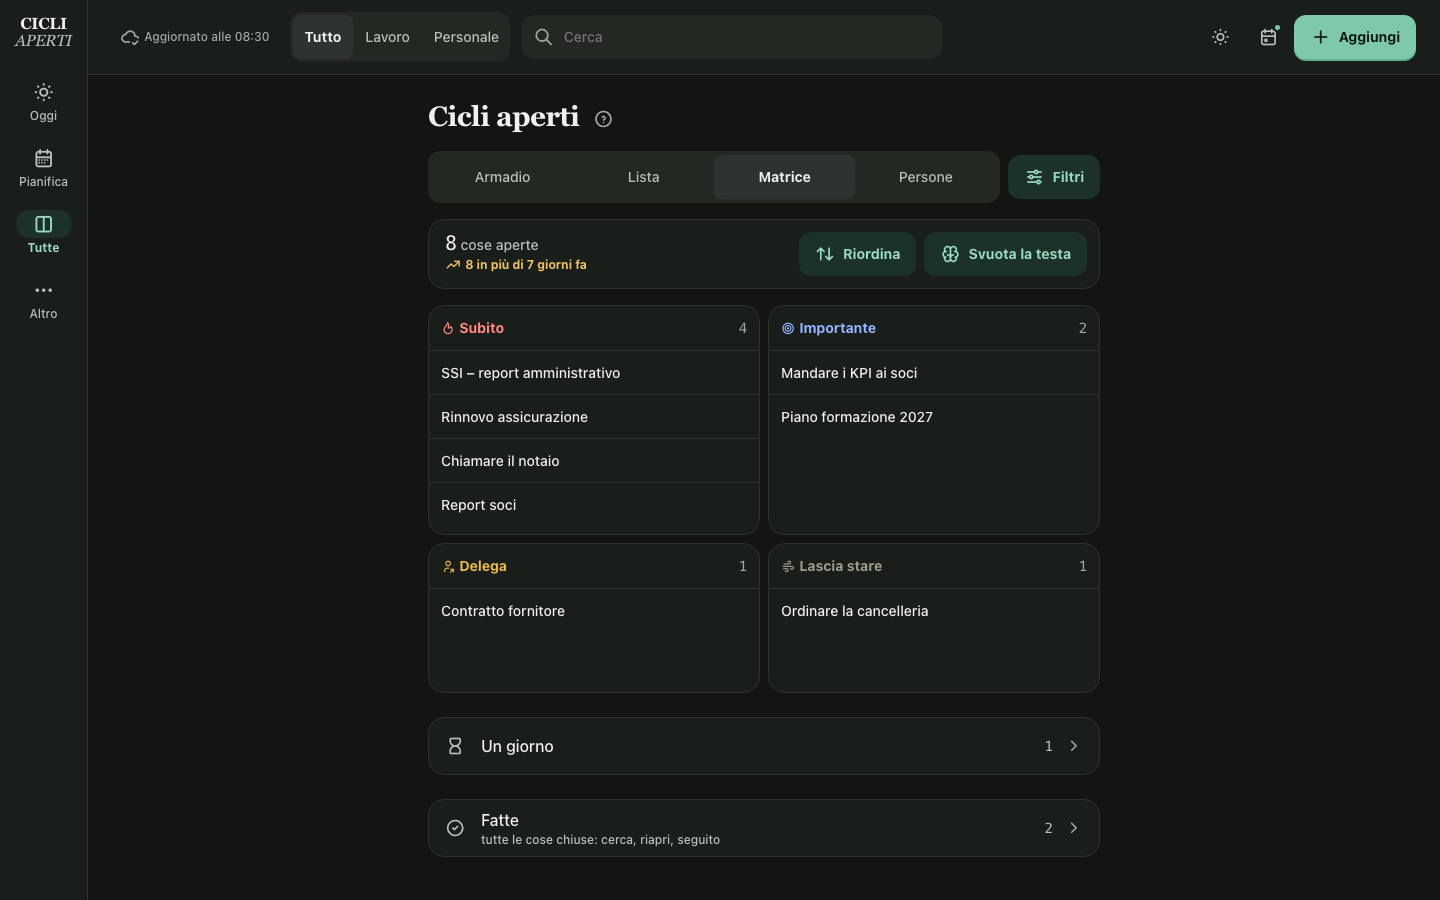 CICLI
APERTI
Aggiornato alle 08:30
Tutto
Lavoro
Personale
Cerca
Aggiungi
Oggi
Pianifica
Tutte
Altro
Cicli aperti
?
Armadio
Lista
Matrice
Persone
Filtri
8 cose aperte
8 in più di 7 giorni fa
Riordina
Svuota la testa
Subito
4
SSI – report amministrativo
Rinnovo assicurazione
Chiamare il notaio
Report soci
Importante
2
Mandare i KPI ai soci
Piano formazione 2027
Delega
1
Contratto fornitore
Lascia stare
1
Ordinare la cancelleria
Un giorno
1
Fatte
tutte le cose chiuse: cerca, riapri, seguito
2